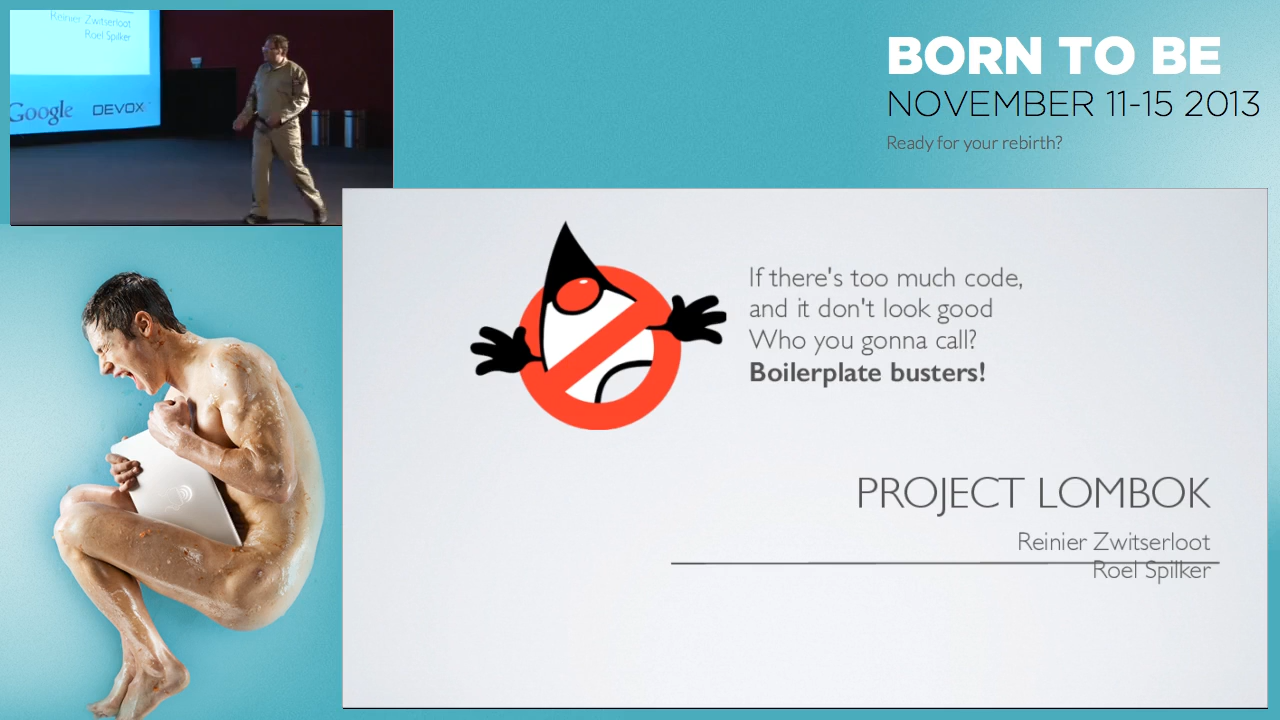 Reinier Zwitserloot
Roel Spilker
Google
DEVOX
BORN TO BE
NOVEMBER 11-15 2013
Ready for your rebirth?
If there's too much code,
and it don't look good
Who you gonna call?
Boilerplate busters!
PROJECT LOMBOK
Reinier Zwitserloot
Roel Spilker